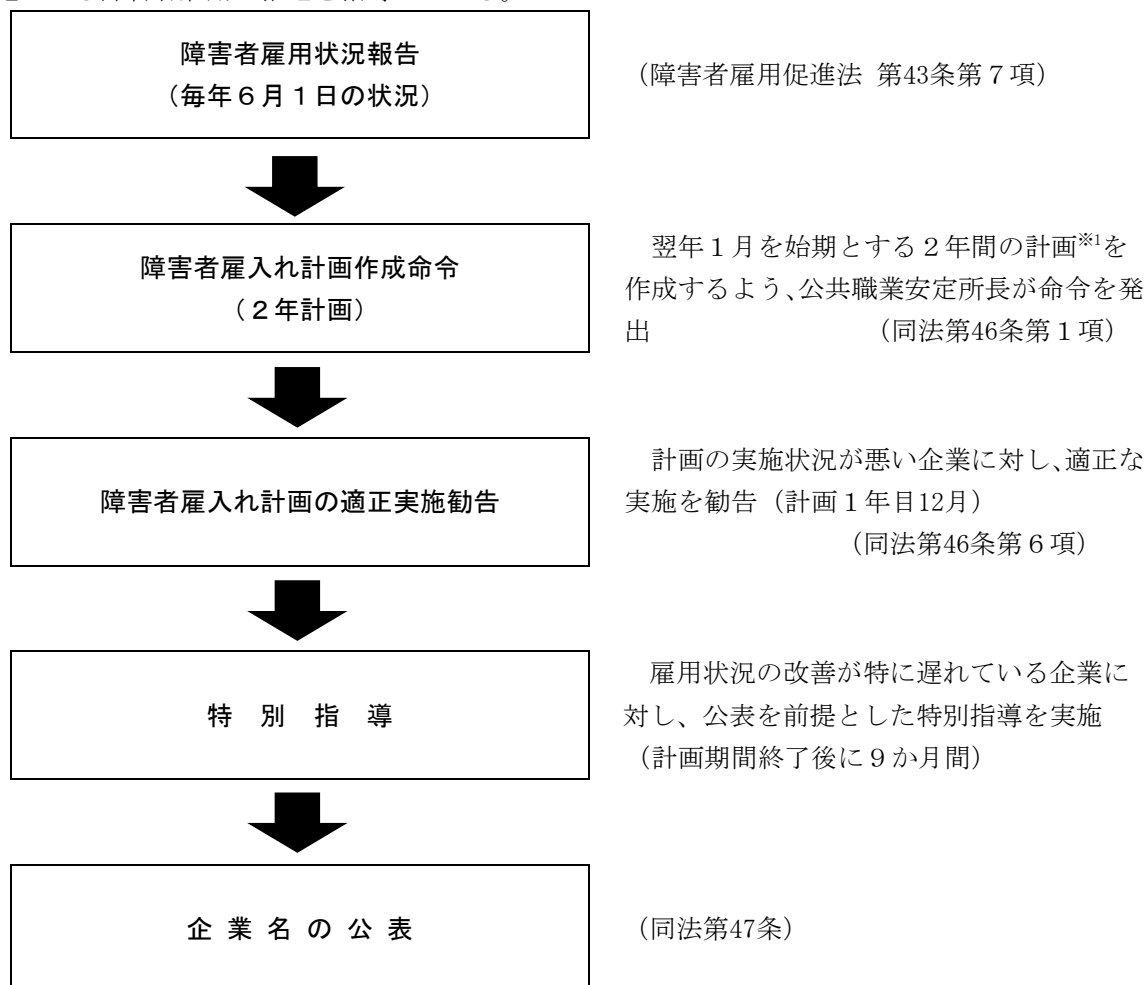 障害者雇用状況報告
(毎年6月1日の状況)
(障害者雇用促進法 第43条第7項)
障害者雇入れ計画作成命令
(2年計画)
翌年1月を始期とする2年間の計画※1を
作成するよう、公共職業安定所長が命令を発
出 (同法第46条第1項)
障害者雇入れ計画の適正実施勧告
計画の実施状況が悪い企業に対し、適正な
実施を勧告(計画1年目12月)
(同法第46条第6項)
特 別 指 導
雇用状況の改善が特に遅れている企業に
対し、公表を前提とした特別指導を実施
(計画期間終了後に9か月間)
企 業 名 の 公 表
(同法第47条)